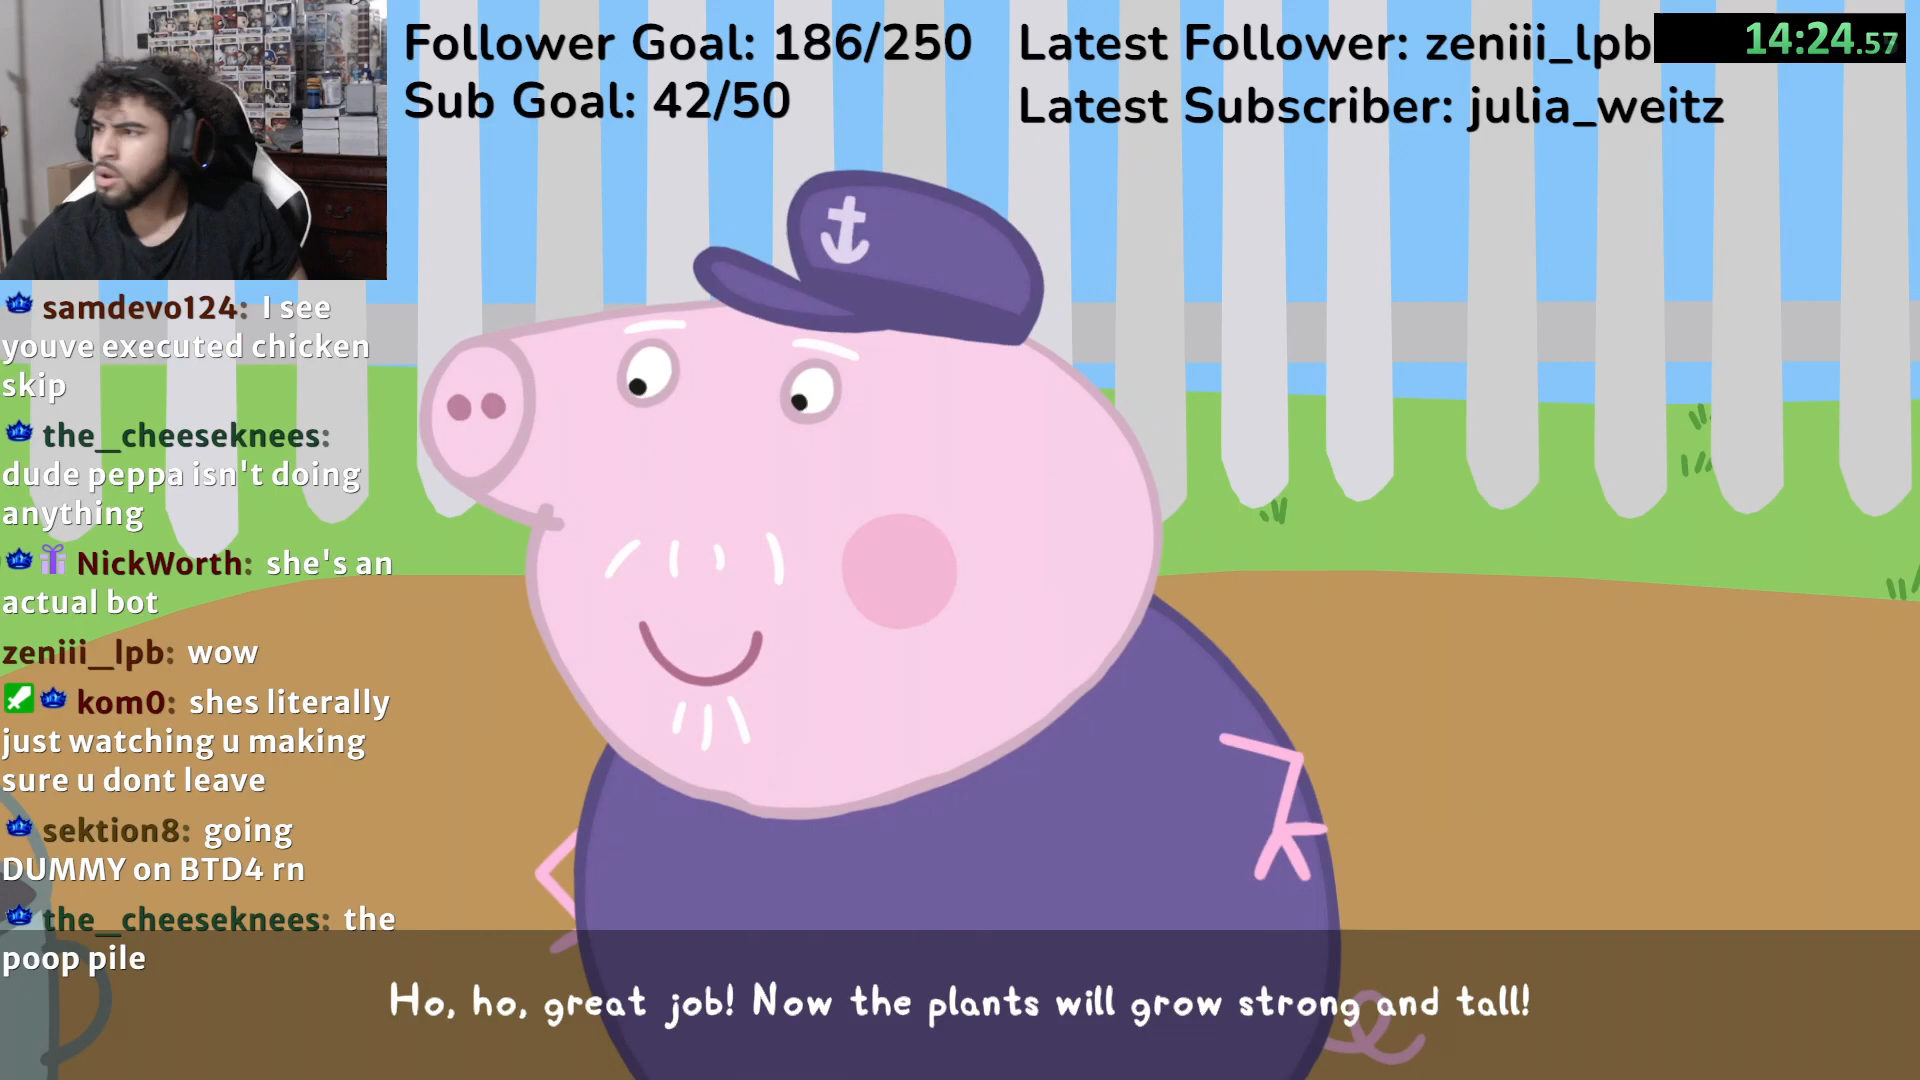 Follower Goal: 186/250
Sub Goal: 42/50
Latest Follower: zeniii_lpb
Latest Subscriber: julia_weitz
14:24.57
samdevo124: I see
youve executed chicken
skip
the_cheeseknees:
dude peppa isn't doing
anything
NickWorth: she's an
actual bot
zeniii_lpb: wow
kom0: shes literally
just watching u making
sure u dont leave
sektion8: going
DUMMY on BTD4 rn
the_cheeseknees: the
poop pile
Ho, ho, great job! Now the plants will grow strong and tall!